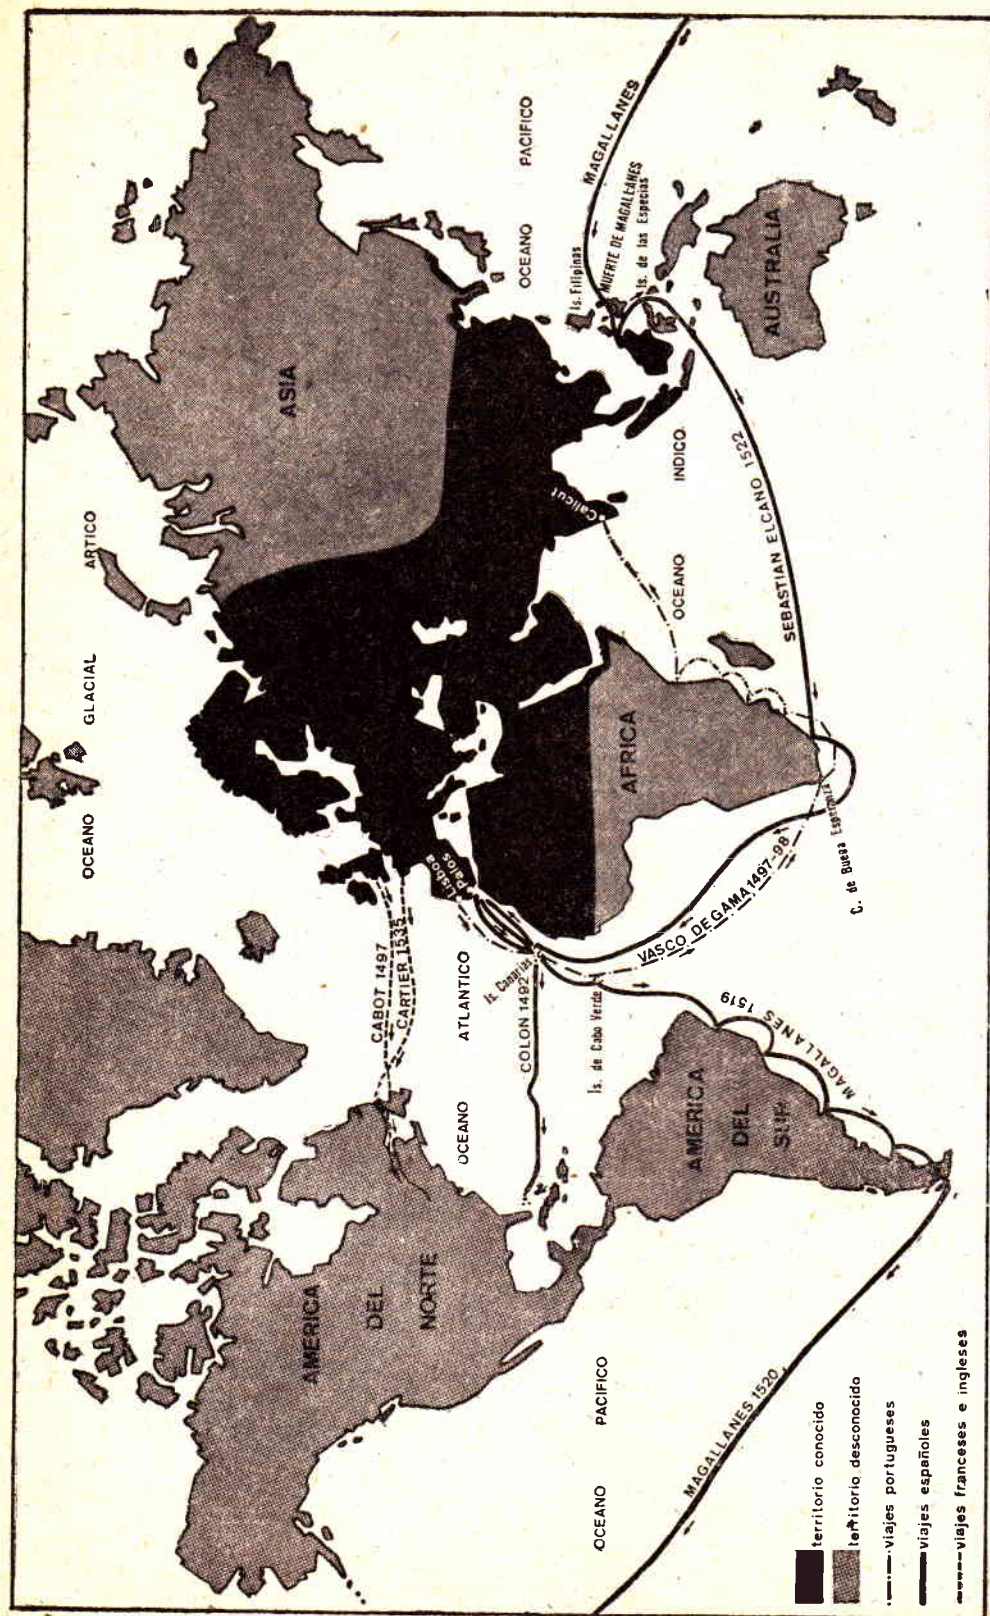 OCEANO GLACIAL ARTICO
ASIA
OCEANO PACIFICO
AMERICA
DEL
NORTE
CABOT 1497
CARTIER 1535
OCEANO ATLANTICO
Lisboa
Palos
Is. Canarias
COLON 1492
Is. de Cabo Verde
AFRICA
Calicut
OCEANO INDICO
Is. Filipinas
MUERTE DE MAGALLANES
Is. de las Especias
MAGALLANES
AUSTRALIA
SEBASTIAN ELCANO 1522
VASCO DE GAMA 1497-98
C. de Buena Esperanza
AMERICA
DEL
SUR
MAGALLANES 1519
OCEANO PACIFICO
MAGALLANES 1520
territorio conocido
territorio desconocido
viajes portugueses
viajes españoles
viajes franceses e ingleses